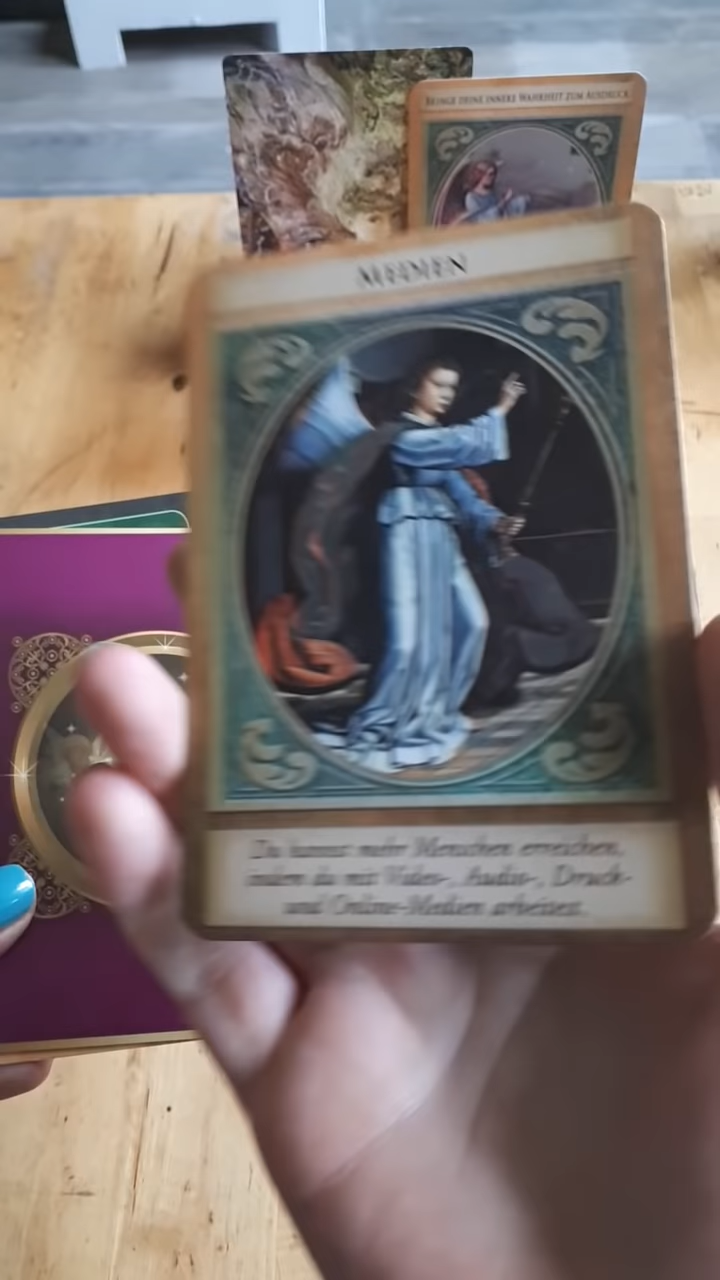 BRINGE DEINE INNERE WAHRHEIT ZUM AUSDRUCK
MEDIEN
Du kannst mehr Menschen erreichen,
indem du mit Video-, Audio-, Druck-
und Online-Medien arbeitest.